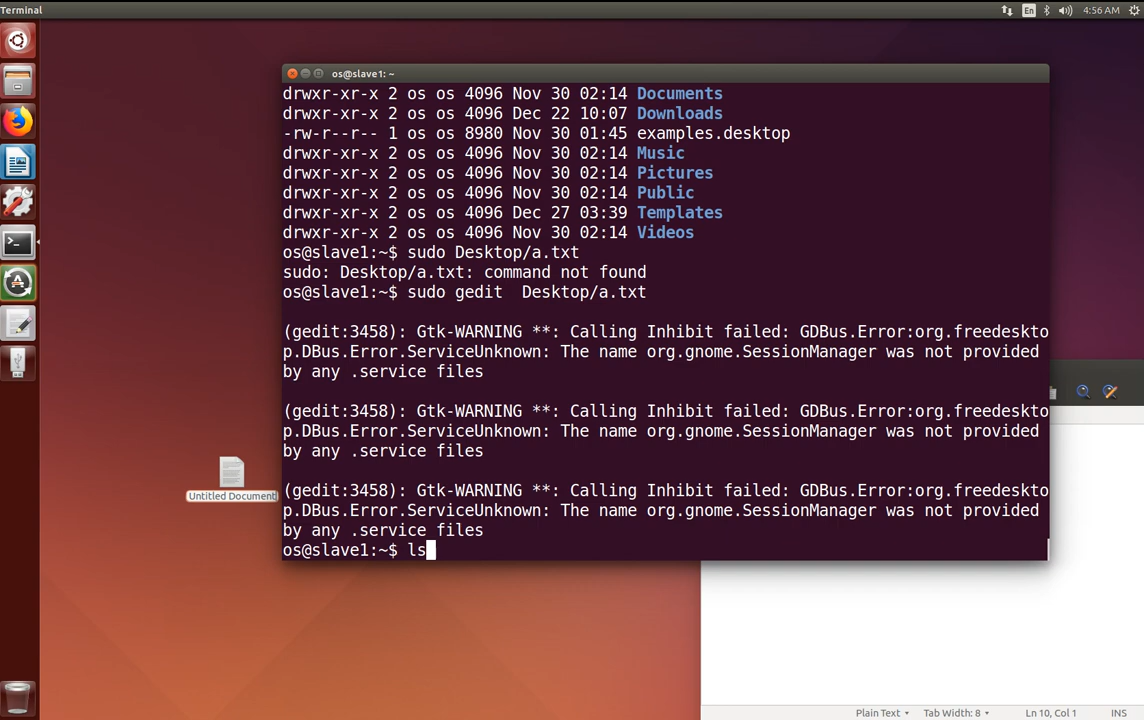 Terminal
En
4:56 AM
os@slave1: ~
drwxr-xr-x 2 os os 4096 Nov 30 02:14 Documents
drwxr-xr-x 2 os os 4096 Dec 22 10:07 Downloads
-rw-r--r-- 1 os os 8980 Nov 30 01:45 examples.desktop
drwxr-xr-x 2 os os 4096 Nov 30 02:14 Music
drwxr-xr-x 2 os os 4096 Nov 30 02:14 Pictures
drwxr-xr-x 2 os os 4096 Nov 30 02:14 Public
drwxr-xr-x 2 os os 4096 Dec 27 03:39 Templates
drwxr-xr-x 2 os os 4096 Nov 30 02:14 Videos
os@slave1:~$ sudo Desktop/a.txt
sudo: Desktop/a.txt: command not found
os@slave1:~$ sudo gedit  Desktop/a.txt
(gedit:3458): Gtk-WARNING **: Calling Inhibit failed: GDBus.Error:org.freedeskto
p.DBus.Error.ServiceUnknown: The name org.gnome.SessionManager was not provided
by any .service files
(gedit:3458): Gtk-WARNING **: Calling Inhibit failed: GDBus.Error:org.freedeskto
p.DBus.Error.ServiceUnknown: The name org.gnome.SessionManager was not provided
by any .service files
(gedit:3458): Gtk-WARNING **: Calling Inhibit failed: GDBus.Error:org.freedeskto
p.DBus.Error.ServiceUnknown: The name org.gnome.SessionManager was not provided
by any .service files
os@slave1:~$ ls
Untitled Document
Plain Text
Tab Width: 8
Ln 10, Col 1
INS